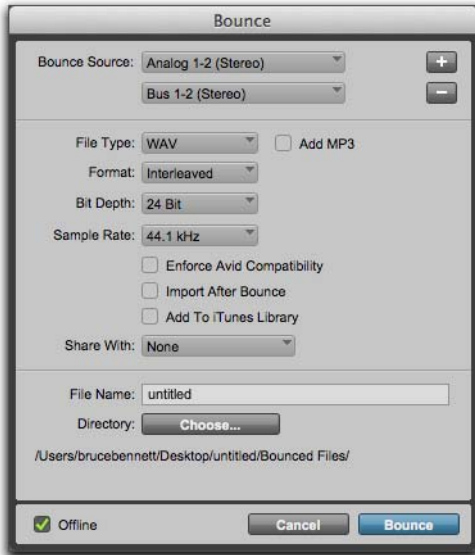 Bounce
Bounce Source: Analog 1-2 (Stereo) +
Bus 1-2 (Stereo) −
File Type: WAV Add MP3
Format: Interleaved
Bit Depth: 24 Bit
Sample Rate: 44.1 kHz
Enforce Avid Compatibility
Import After Bounce
Add To iTunes Library
Share With: None
File Name: untitled
Directory: Choose...
/Users/brucebennett/Desktop/untitled/Bounced Files/
Offline Cancel Bounce